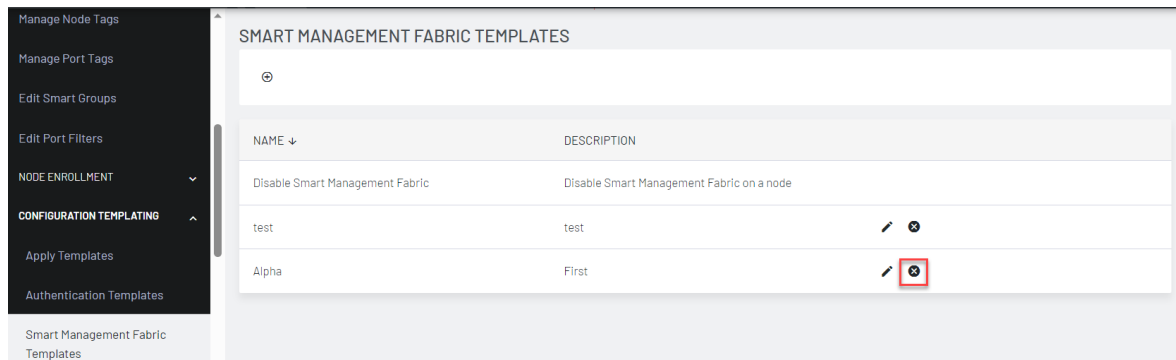 Manage Node Tags
Manage Port Tags
Edit Smart Groups
Edit Port Filters
NODE ENROLLMENT
CONFIGURATION TEMPLATING
Apply Templates
Authentication Templates
Smart Management Fabric
Templates
SMART MANAGEMENT FABRIC TEMPLATES
NAME DESCRIPTION
Disable Smart Management Fabric Disable Smart Management Fabric on a node
test test
Alpha First